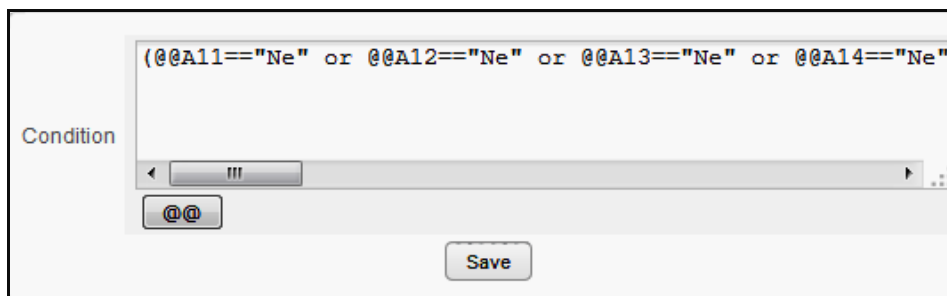 (@@A11=="Ne" or @@A12=="Ne" or @@A13=="Ne" or @@A14=="Ne"
Condition
@@
Save